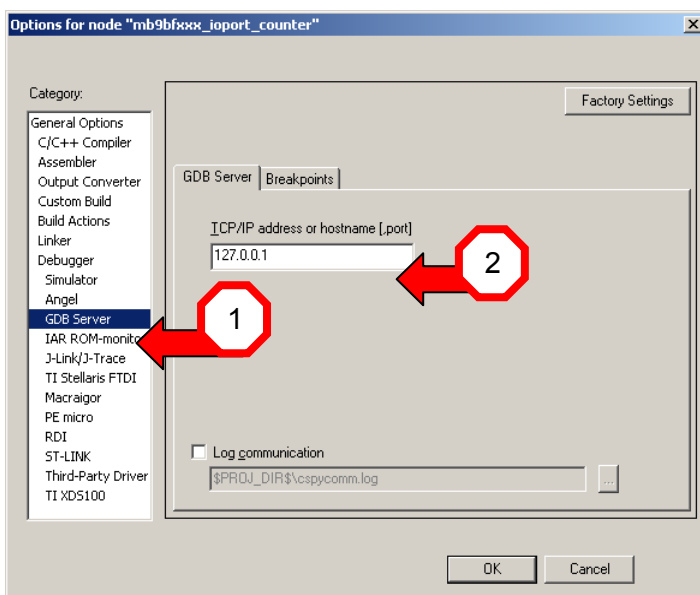 Options for node "mb9bfxxx_ioport_counter"
Category:
Factory Settings
General Options
C/C++ Compiler
Assembler
Output Converter
Custom Build
Build Actions
Linker
Debugger
Simulator
Angel
GDB Server
IAR ROM-monito
J-Link/J-Trace
TI Stellaris FTDI
Macraigor
PE micro
RDI
ST-LINK
Third-Party Driver
TI XDS100
GDB Server
Breakpoints
TCP/IP address or hostname [,port]
127.0.0.1
1
2
Log communication
$PROJ_DIR$\cspycomm.log
...
OK
Cancel